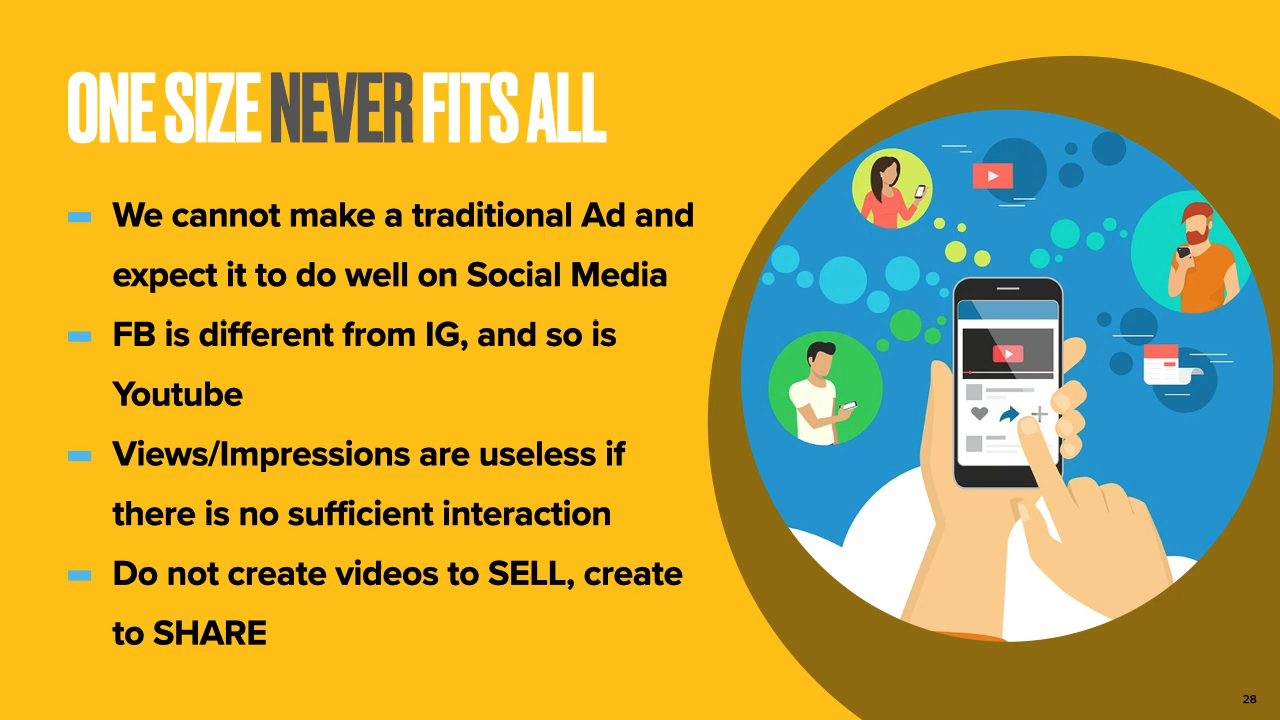 ONE SIZE NEVER FITS ALL
We cannot make a traditional Ad and
expect it to do well on Social Media
FB is different from IG, and so is
Youtube
Views/Impressions are useless if
there is no sufficient interaction
Do not create videos to SELL, create
to SHARE
28